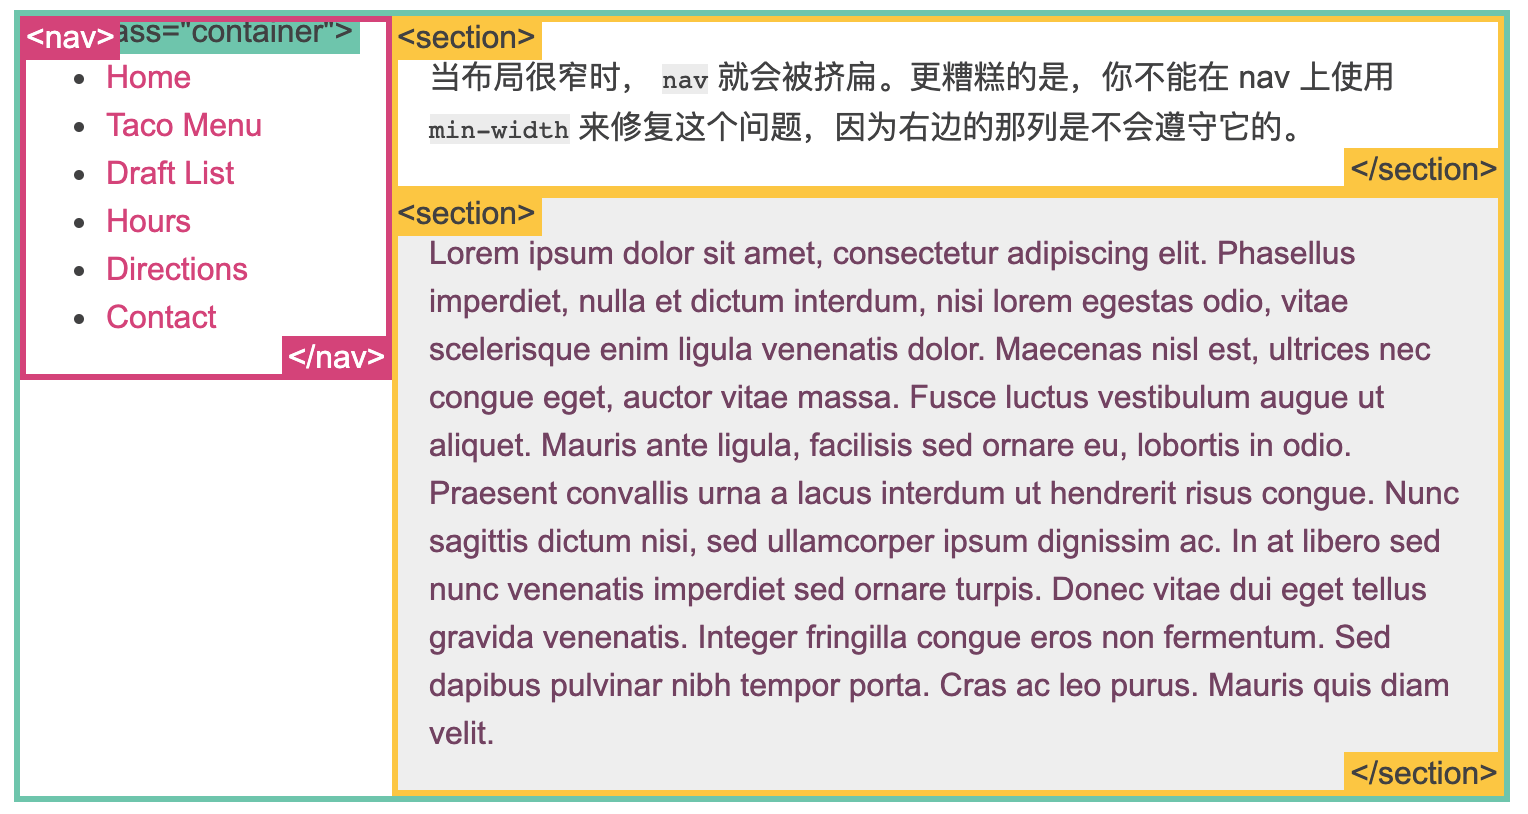 ass="container">
<nav>
Home
Taco Menu
Draft List
Hours
Directions
Contact
</nav>
<section>
当布局很窄时， nav 就会被挤扁。更糟糕的是，你不能在 nav 上使用
min-width 来修复这个问题，因为右边的那列是不会遵守它的。
</section>
<section>
Lorem ipsum dolor sit amet, consectetur adipiscing elit. Phasellus
imperdiet, nulla et dictum interdum, nisi lorem egestas odio, vitae
scelerisque enim ligula venenatis dolor. Maecenas nisl est, ultrices nec
congue eget, auctor vitae massa. Fusce luctus vestibulum augue ut
aliquet. Mauris ante ligula, facilisis sed ornare eu, lobortis in odio.
Praesent convallis urna a lacus interdum ut hendrerit risus congue. Nunc
sagittis dictum nisi, sed ullamcorper ipsum dignissim ac. In at libero sed
nunc venenatis imperdiet sed ornare turpis. Donec vitae dui eget tellus
gravida venenatis. Integer fringilla congue eros non fermentum. Sed
dapibus pulvinar nibh tempor porta. Cras ac leo purus. Mauris quis diam
velit.
</section>